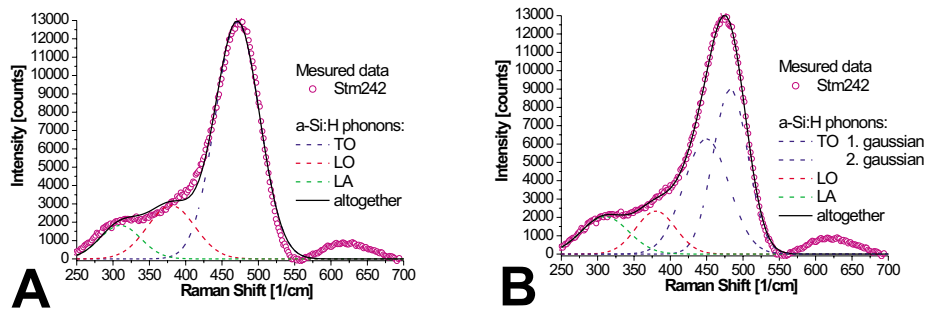 13000
12000
11000
10000
9000
8000
7000
6000
5000
4000
3000
2000
1000
0
Intensity [counts]
Mesured data
Stm242
a-Si:H phonons:
TO
LO
LA
altogether
250 300 350 400 450 500 550 600 650 700
Raman Shift [1/cm]
A
13000
12000
11000
10000
9000
8000
7000
6000
5000
4000
3000
2000
1000
0
Intensity [counts]
Mesured data
Stm242
a-Si:H phonons:
TO 1. gaussian
2. gaussian
LO
LA
altogether
250 300 350 400 450 500 550 600 650 700
Raman Shift [1/cm]
B